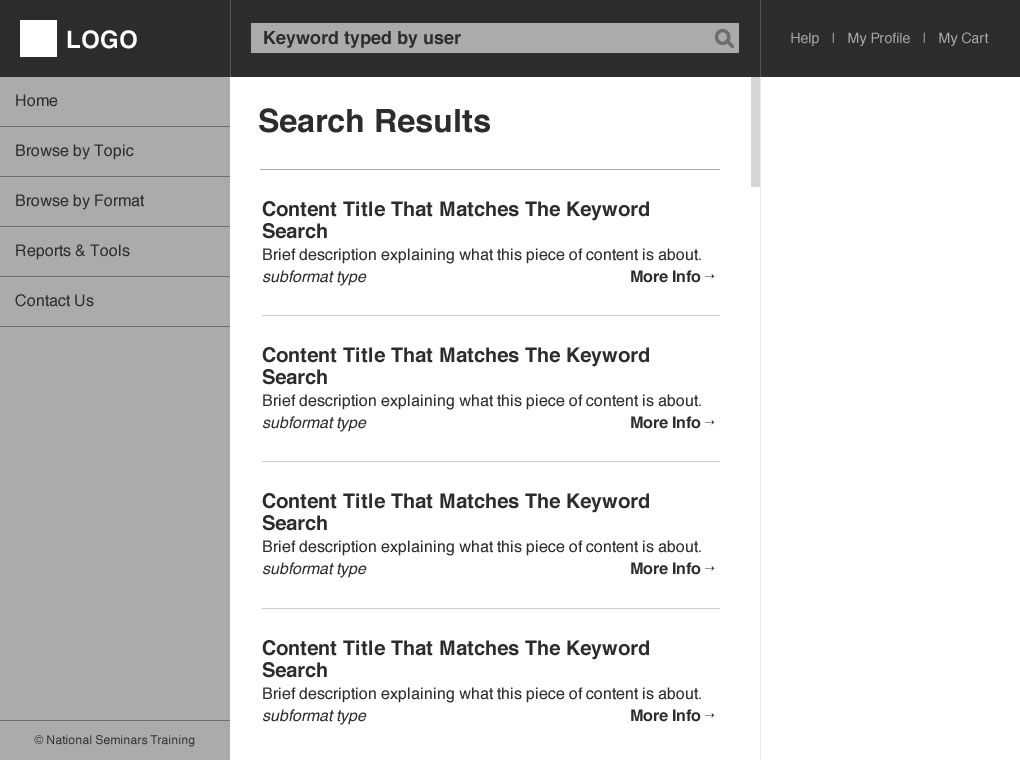 LOGO
Keyword typed by user
Help | My Profile | My Cart
Home
Browse by Topic
Browse by Format
Reports & Tools
Contact Us
© National Seminars Training
Search Results
Content Title That Matches The Keyword
Search
Brief description explaining what this piece of content is about.
subformat type More Info→
Content Title That Matches The Keyword
Search
Brief description explaining what this piece of content is about.
subformat type More Info→
Content Title That Matches The Keyword
Search
Brief description explaining what this piece of content is about.
subformat type More Info→
Content Title That Matches The Keyword
Search
Brief description explaining what this piece of content is about.
subformat type More Info→